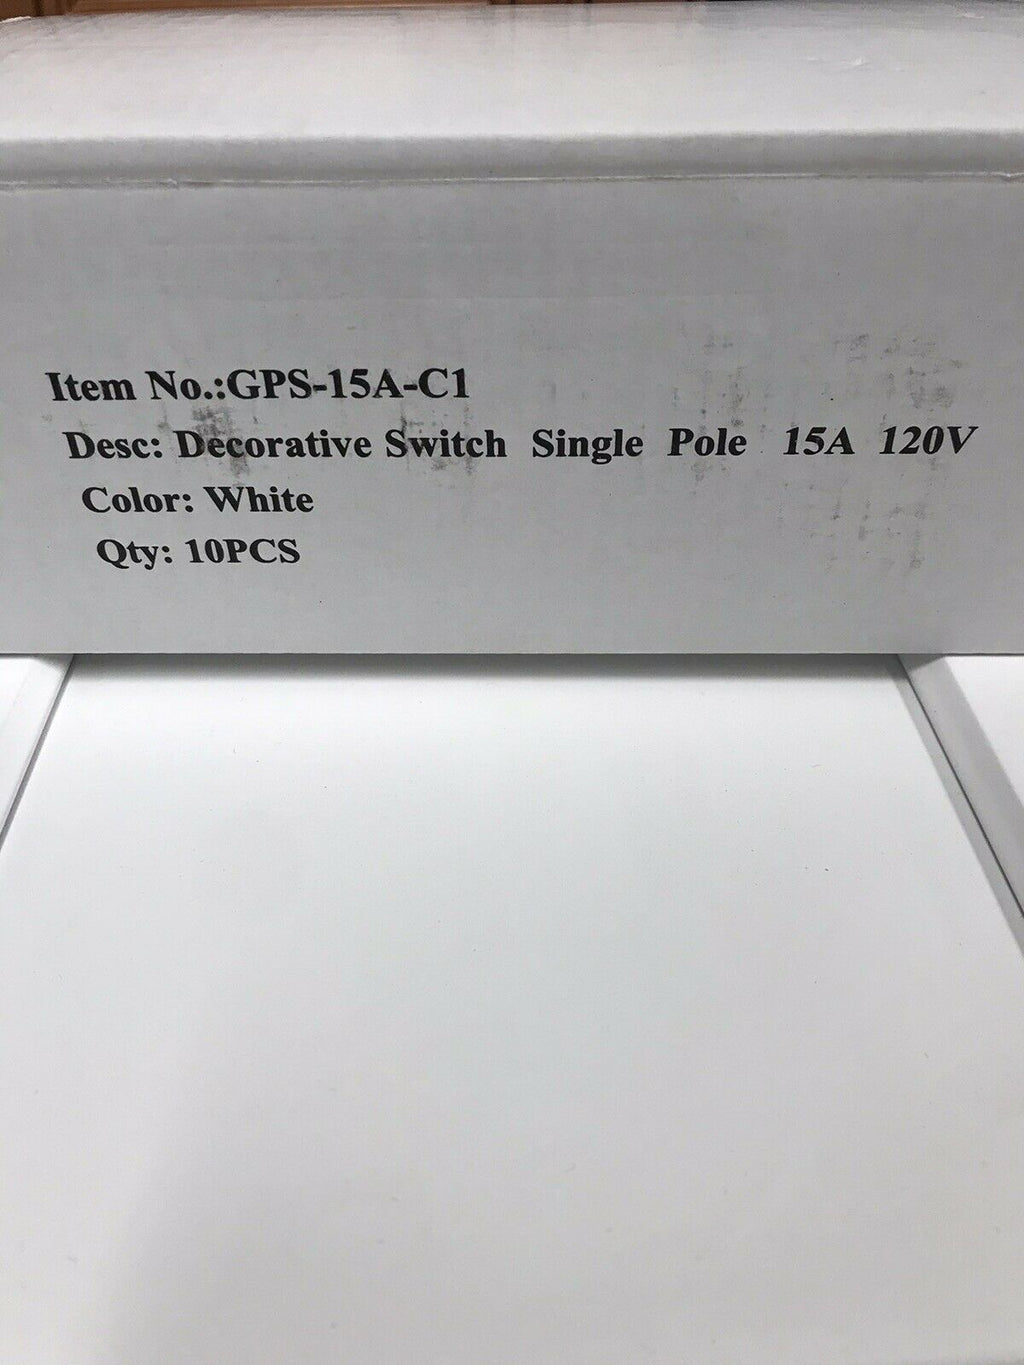 Item No.:GPS-15A-C1
Desc: Decorative Switch Single Pole 15A 120V
Color: White
Qty: 10PCS